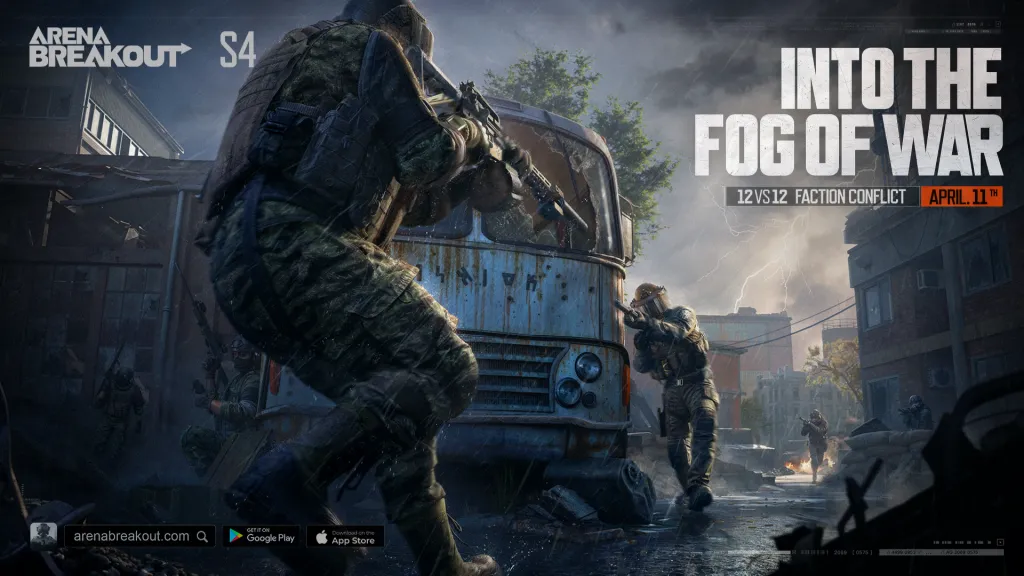 ARENA
BREAKOUT
S4
INTO THE
FOG OF WAR
12 VS 12 FACTION CONFLICT
APRIL. 11TH
arenabreakout.com
GET IT ON
Google Play
Download on the
App Store